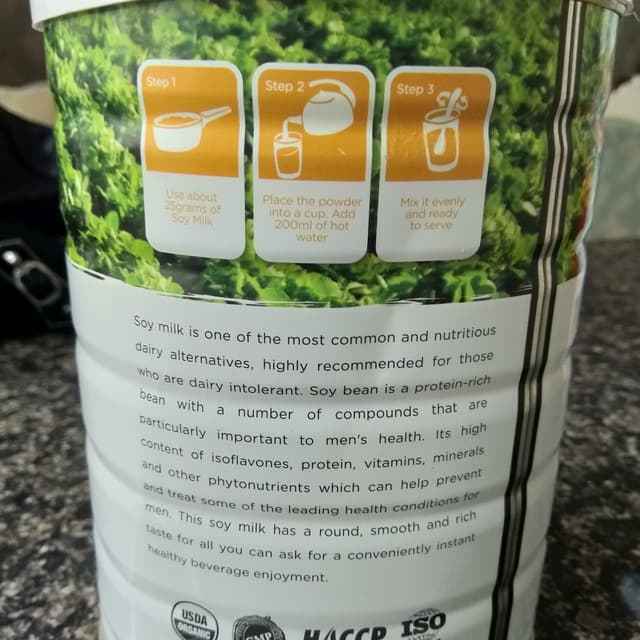 Step 1
Use about
25grams of
Soy Milk
Step 2
Place the powder
into a cup. Add
200ml of hot
water
Step 3
Mix it evenly
and ready
to serve
Soy milk is one of the most common and nutritious
dairy alternatives, highly recommended for those
who are dairy intolerant. Soy bean is a protein-rich
bean with a number of compounds that are
particularly important to men's health. Its high
content of isoflavones, protein, vitamins, minerals
and other phytonutrients which can help prevent
and treat some of the leading health conditions for
men. This soy milk has a round, smooth and rich
taste for all you can ask for a conveniently instant
healthy beverage enjoyment.
USDA
ORGANIC
GMP
HACCP
ISO